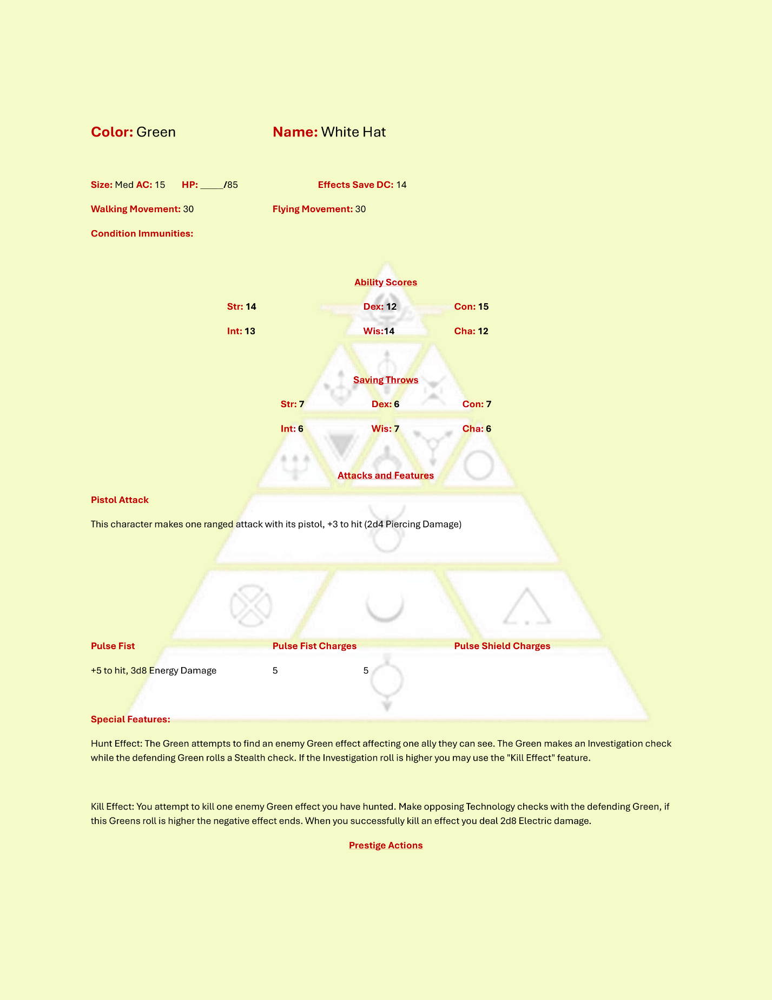 Color: Green Name: White Hat
Size: Med AC: 15 HP: _____/85 Effects Save DC: 14
Walking Movement: 30 Flying Movement: 30
Condition Immunities:
Ability Scores
Str: 14 Dex: 12 Con: 15
Int: 13 Wis:14 Cha: 12
Saving Throws
Str: 7 Dex: 6 Con: 7
Int: 6 Wis: 7 Cha: 6
Attacks and Features
Pistol Attack
This character makes one ranged attack with its pistol, +3 to hit (2d4 Piercing Damage)
Pulse Fist Pulse Fist Charges Pulse Shield Charges
+5 to hit, 3d8 Energy Damage 5 5
Special Features:
Hunt Effect: The Green attempts to find an enemy Green effect affecting one ally they can see. The Green makes an Investigation check
while the defending Green rolls a Stealth check. If the Investigation roll is higher you may use the "Kill Effect" feature.
Kill Effect: You attempt to kill one enemy Green effect you have hunted. Make opposing Technology checks with the defending Green, if
this Greens roll is higher the negative effect ends. When you successfully kill an effect you deal 2d8 Electric damage.
Prestige Actions